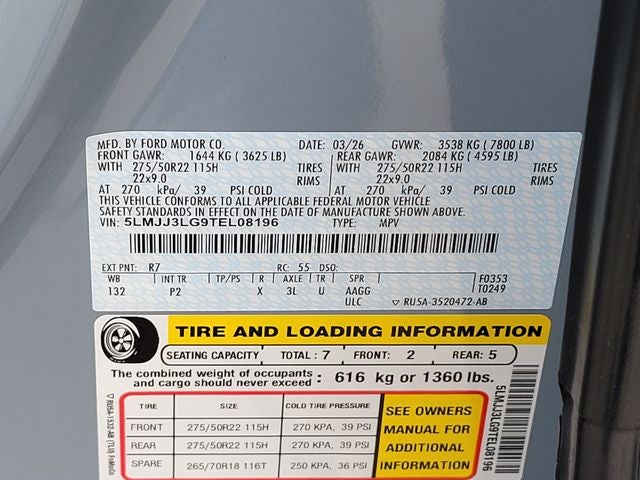 MFD. BY FORD MOTOR CO. DATE: 03/26 GVWR: 3538 KG ( 7800 LB)
FRONT GAWR: 1644 KG ( 3625 LB) REAR GAWR: 2084 KG ( 4595 LB)
WITH 275/50R22 115H TIRES WITH 275/50R22 115H TIRES
22x9.0 RIMS 22x9.0 RIMS
AT 270 kPa/ 39 PSI COLD AT 270 kPa/ 39 PSI COLD
THIS VEHICLE CONFORMS TO ALL APPLICABLE FEDERAL MOTOR VEHICLE
SAFETY STANDARDS IN EFFECT ON THE DATE OF MANUFACTURE SHOWN ABOVE.
VIN: 5LMJJ3LG9TEL08196 TYPE: MPV
EXT PNT: R7 RC: 55 DSO:
WB INT TR TP/PS R AXLE TR SPR F0353
132 P2 X 3L U AAGG T0249
ULC ▽ RU5A-3520472-AB
TIRE AND LOADING INFORMATION
SEATING CAPACITY TOTAL : 7 FRONT: 2 REAR: 5
The combined weight of occupants and cargo should never exceed : 616 kg or 1360 lbs.
TIRE SIZE COLD TIRE PRESSURE
FRONT 275/50R22 115H 270 KPA, 39 PSI
REAR 275/50R22 115H 270 KPA, 39 PSI
SPARE 265/70R18 116T 250 KPA, 36 PSI
SEE OWNERS
MANUAL FOR
ADDITIONAL
INFORMATION
▽ RU5A-1532-AB (TLU) FoMoCo
5LMJJ3LG9TEL08196